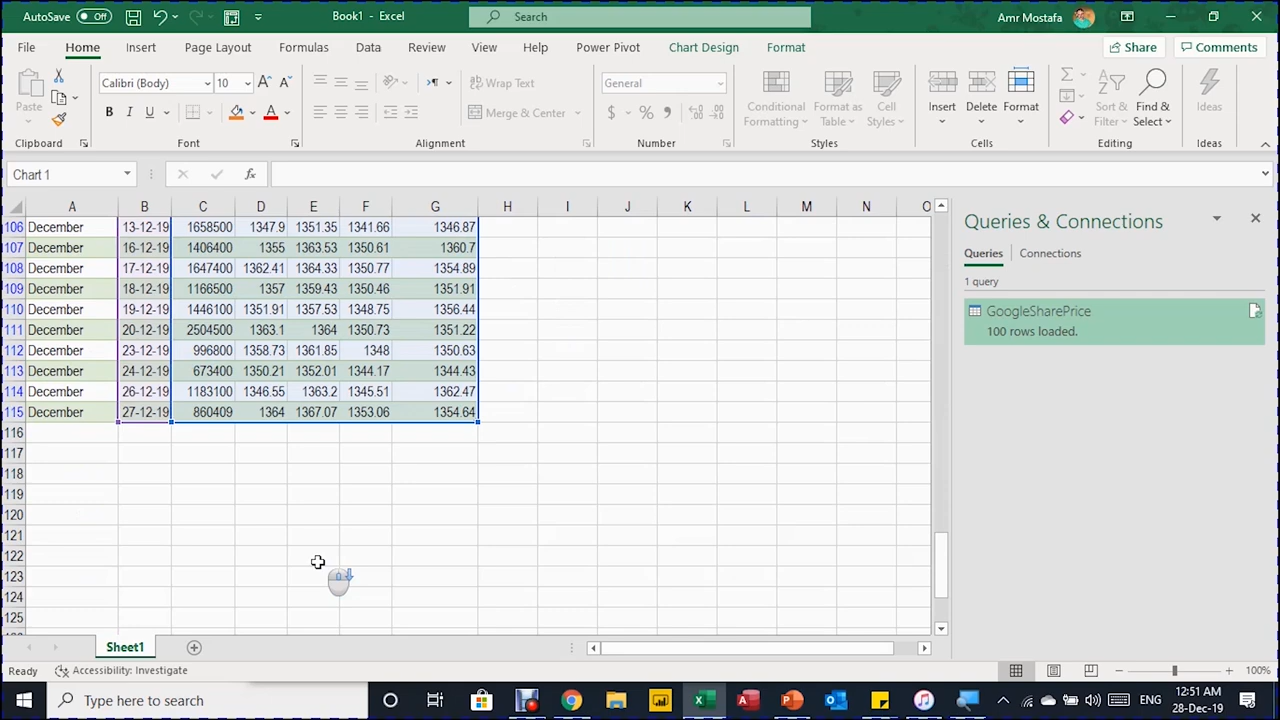 AutoSave Off Book1 - Excel Search Amr Mostafa
File Home Insert Page Layout Formulas Data Review View Help Power Pivot Chart Design Format Share Comments
Calibri (Body) 10 Wrap Text General
Paste B I U Merge & Center $ % Conditional Formatting Format as Table Cell Styles Insert Delete Format Sort & Filter Find & Select Ideas
Clipboard Font Alignment Number Styles Cells Editing Ideas
Chart 1 fx
A B C D E F G H I J K L M N O
106 December 13-12-19 1658500 1347.9 1351.35 1341.66 1346.87
107 December 16-12-19 1406400 1355 1363.53 1350.61 1360.7
108 December 17-12-19 1647400 1362.41 1364.33 1350.77 1354.89
109 December 18-12-19 1166500 1357 1359.43 1350.46 1351.91
110 December 19-12-19 1446100 1351.91 1357.53 1348.75 1356.44
111 December 20-12-19 2504500 1363.1 1364 1350.73 1351.22
112 December 23-12-19 996800 1358.73 1361.85 1348 1350.63
113 December 24-12-19 673400 1350.21 1352.01 1344.17 1344.43
114 December 26-12-19 1183100 1346.55 1363.2 1345.51 1362.47
115 December 27-12-19 860409 1364 1367.07 1353.06 1354.64
116
117
118
119
120
121
122
123
124
125
Queries & Connections
Queries Connections
1 query
GoogleSharePrice
100 rows loaded.
Sheet1
Ready Accessibility: Investigate 100%
Type here to search ENG 12:51 AM
28-Dec-19